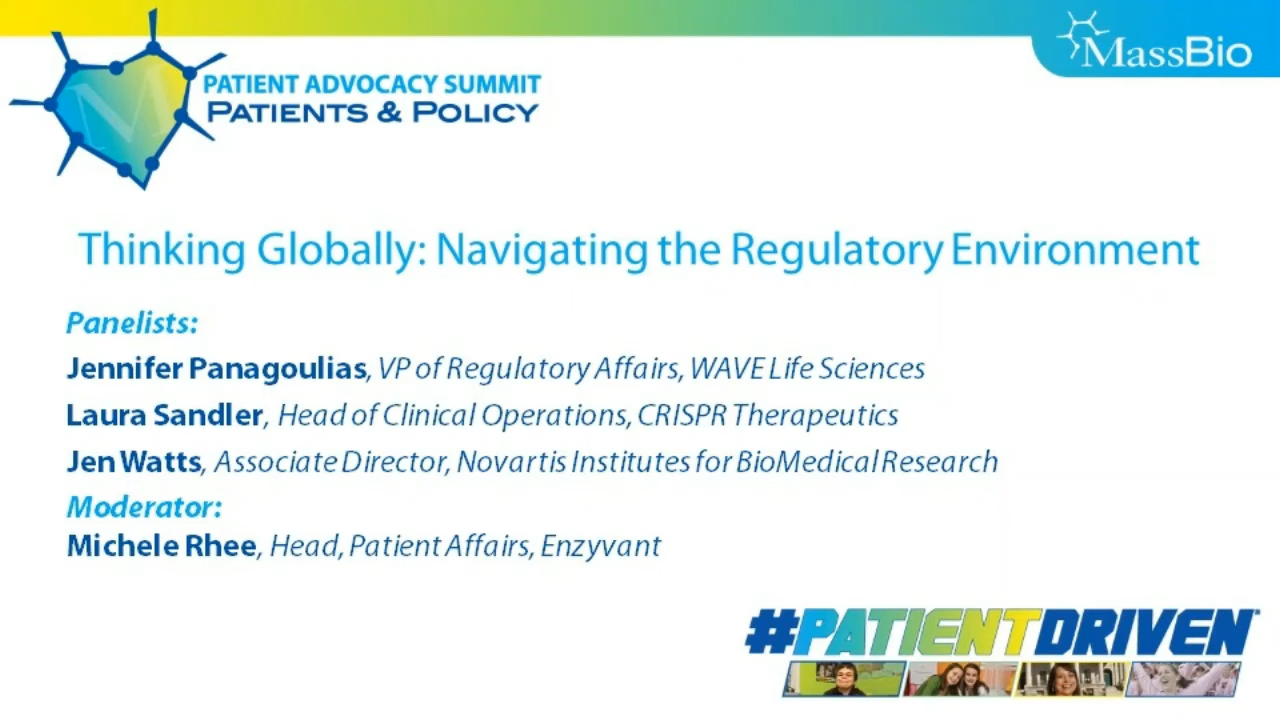 MassBio
PATIENT ADVOCACY SUMMIT
PATIENTS & POLICY
Thinking Globally: Navigating the Regulatory Environment
Panelists:
Jennifer Panagoulias, VP of Regulatory Affairs, WAVE Life Sciences
Laura Sandler, Head of Clinical Operations, CRISPR Therapeutics
Jen Watts, Associate Director, Novartis Institutes for BioMedical Research
Moderator:
Michele Rhee, Head, Patient Affairs, Enzyvant
#PATIENTDRIVEN